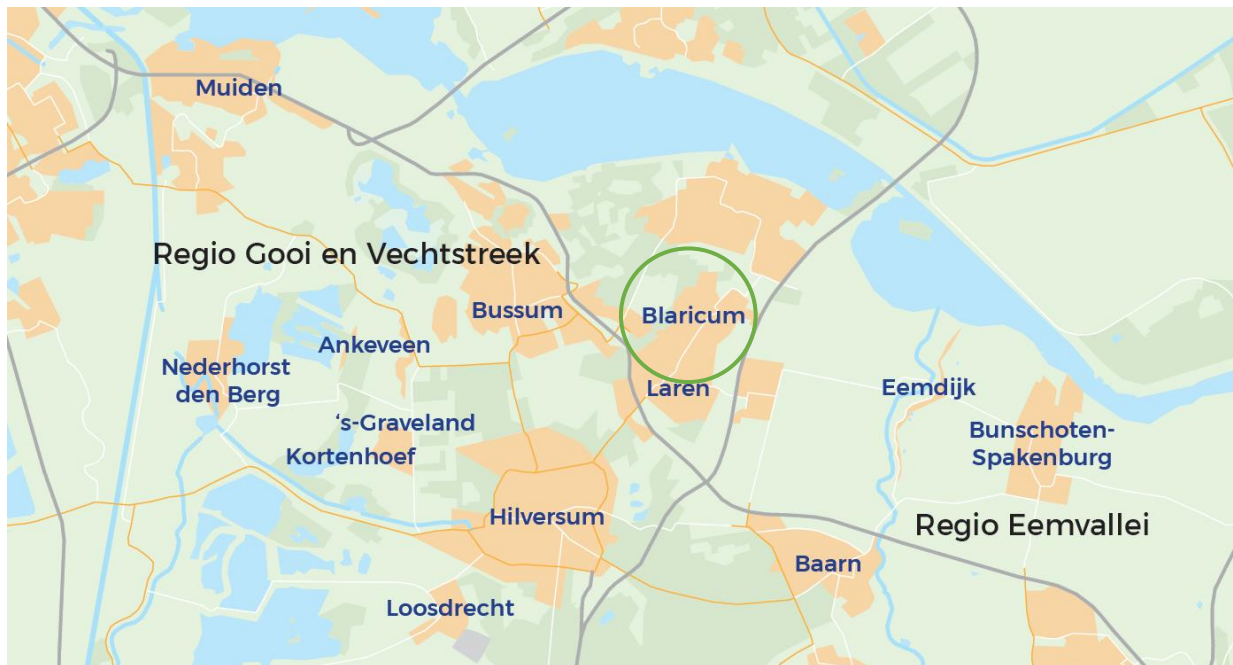 Muiden
Regio Gooi en Vechtstreek
Bussum
Blaricum
Ankeveen
Nederhorst
den Berg
Laren
Eemdijk
‘s-Graveland
Kortenhoef
Bunschoten-
Spakenburg
Hilversum
Regio Eemvallei
Baarn
Loosdrecht